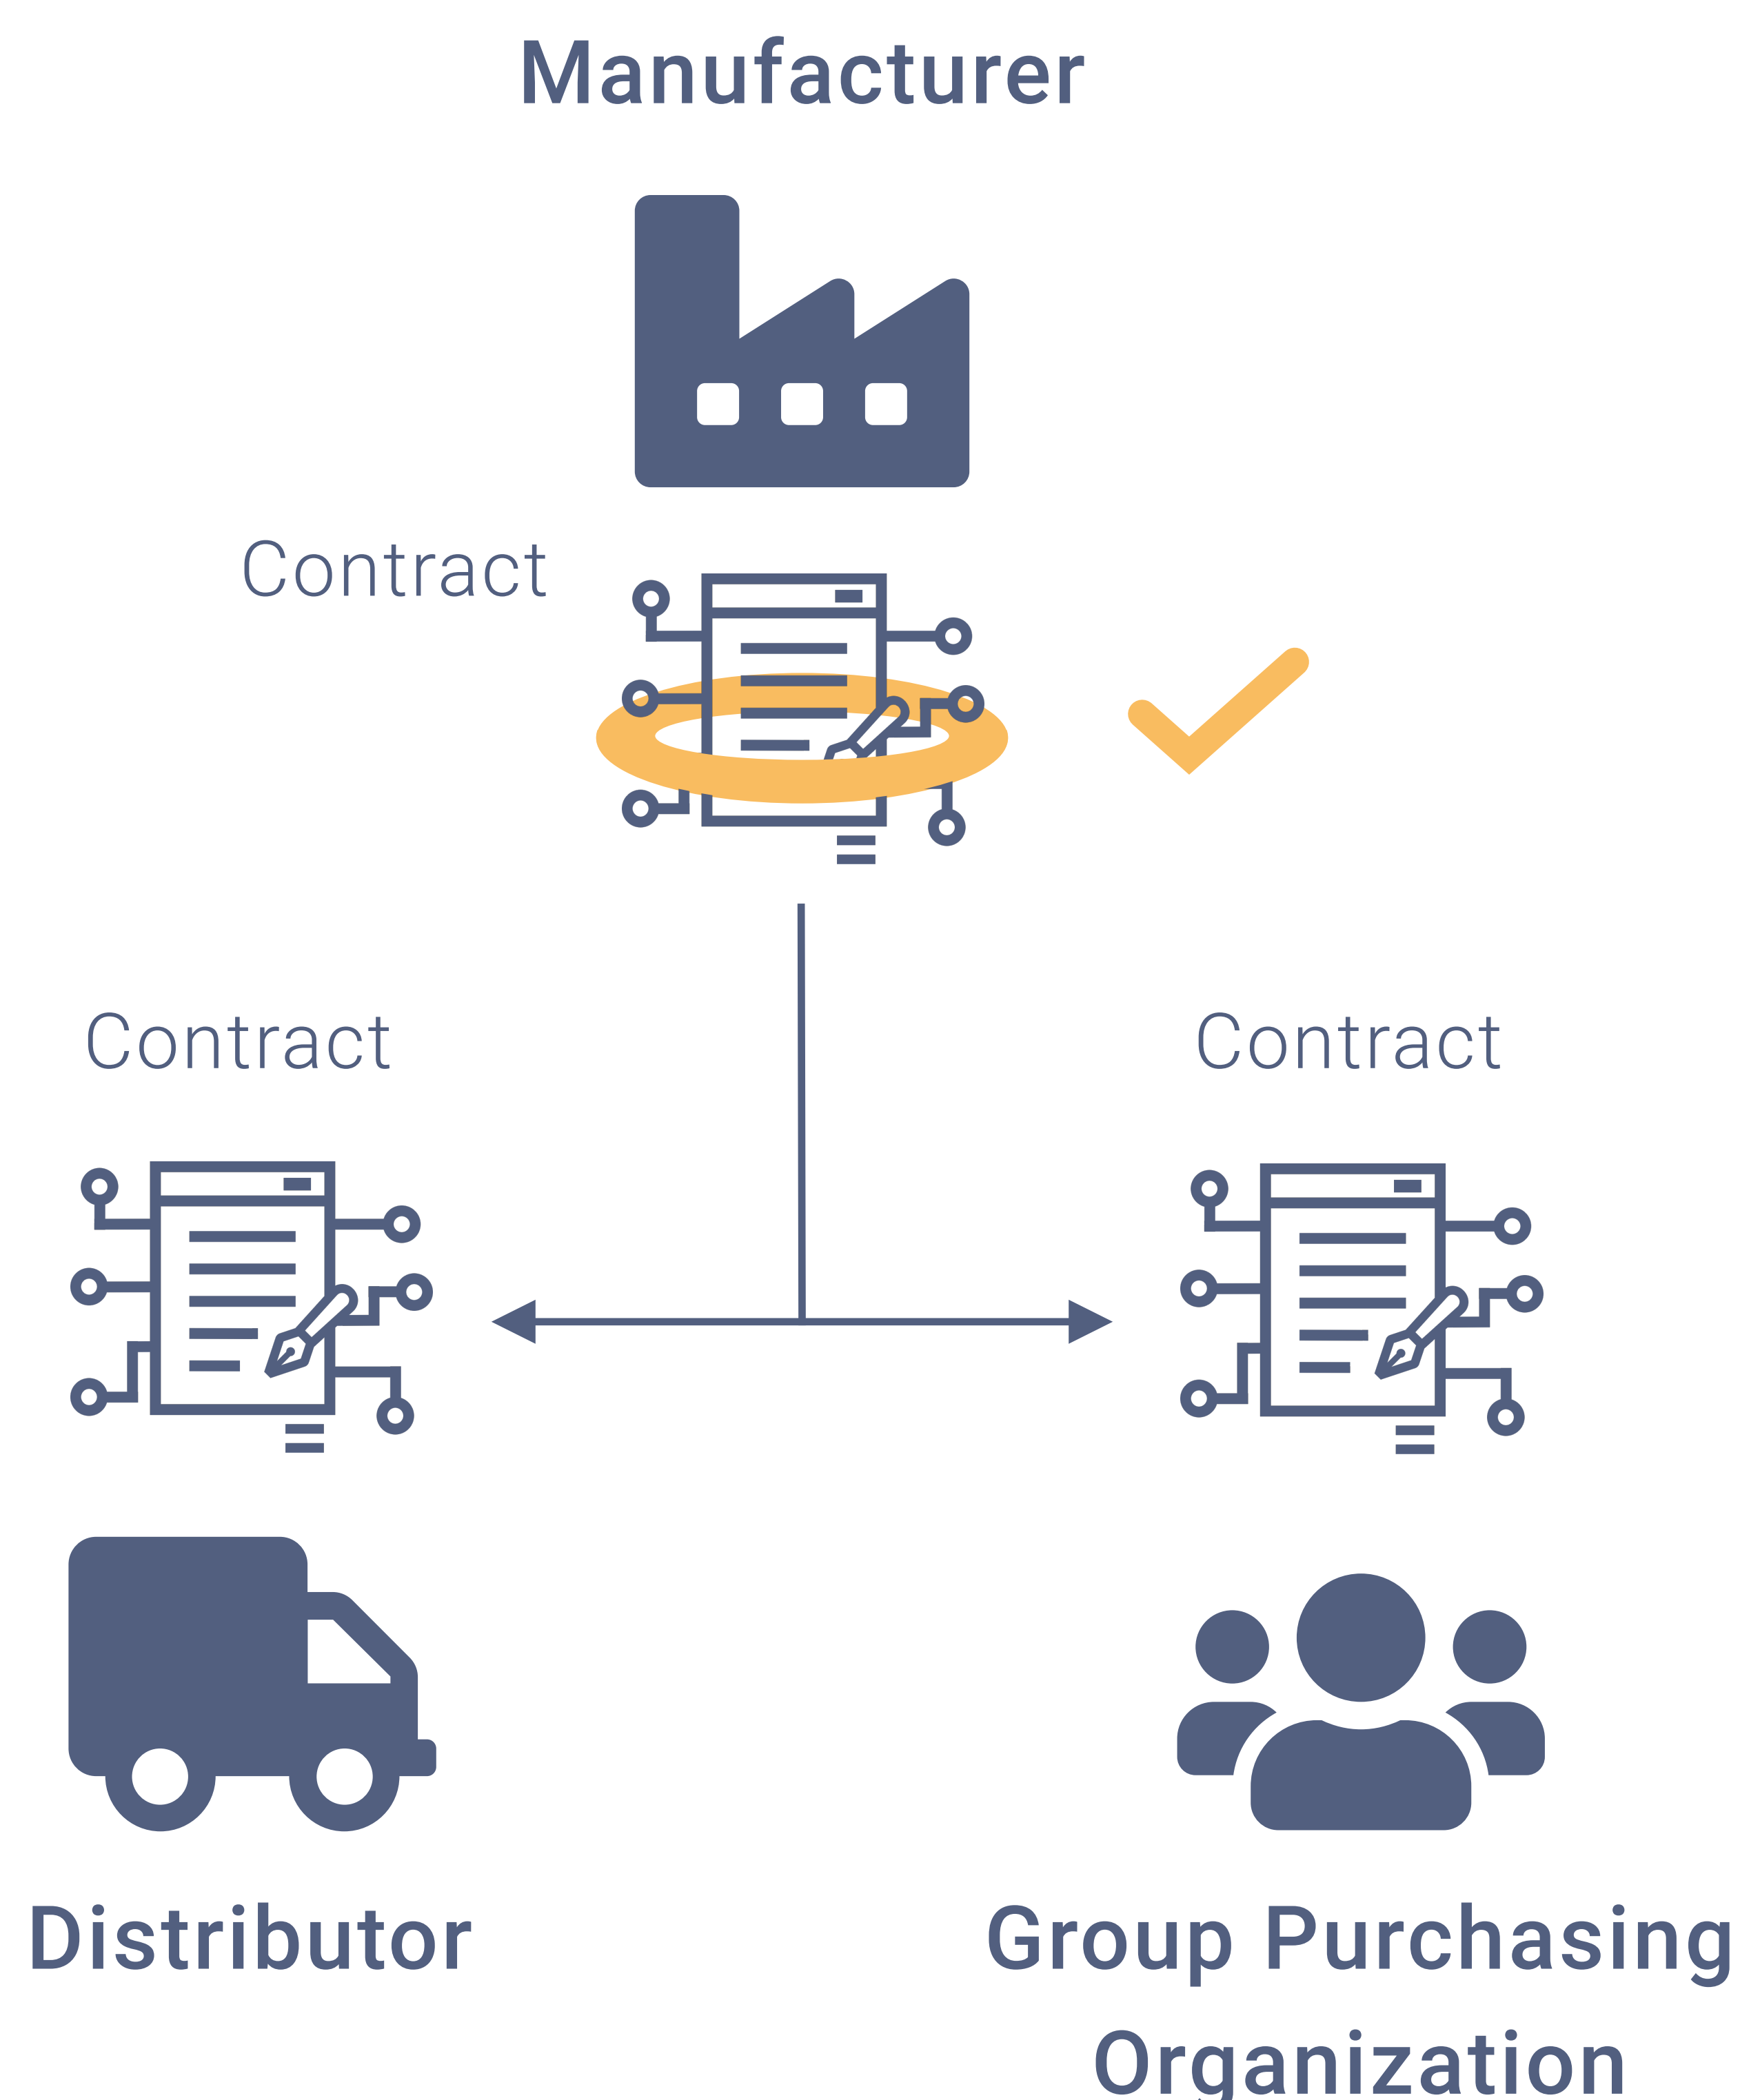 Manufacturer
Contract
Contract
Contract
Distributor
Group Purchasing
Organization